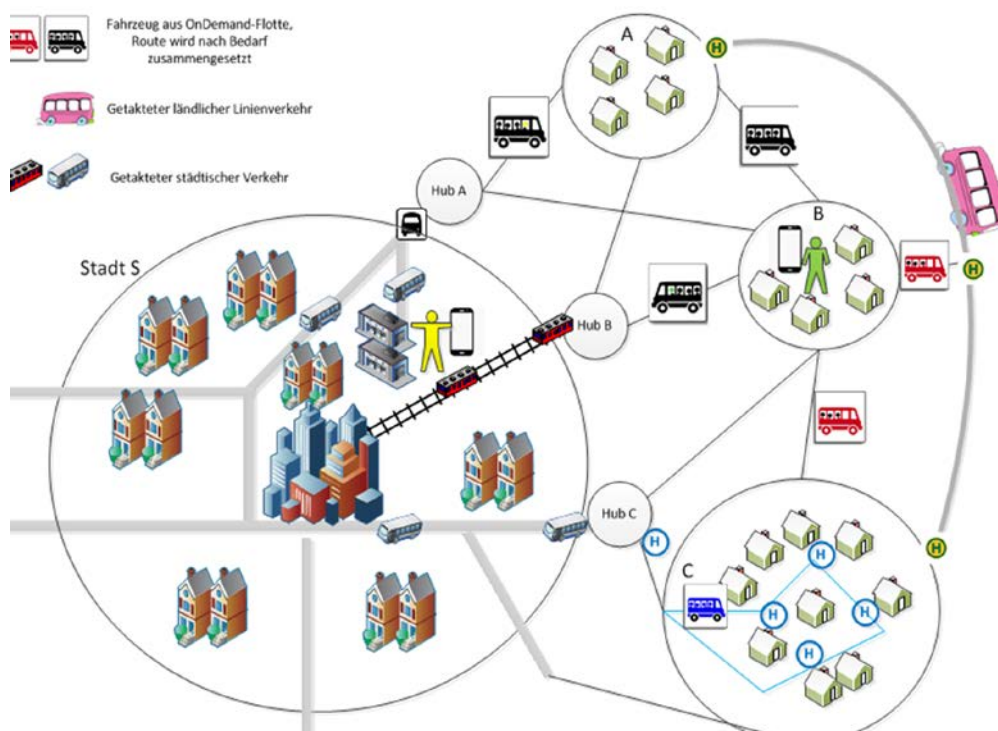 Fahrzeug aus OnDemand-Flotte,
Route wird nach Bedarf
zusammengesetzt
Getakteter ländlicher Linienverkehr
Getakteter städtischer Verkehr
A
H
Hub A
B
Stadt S
H
Hub B
Hub C
H
H
C
H
H
H
H